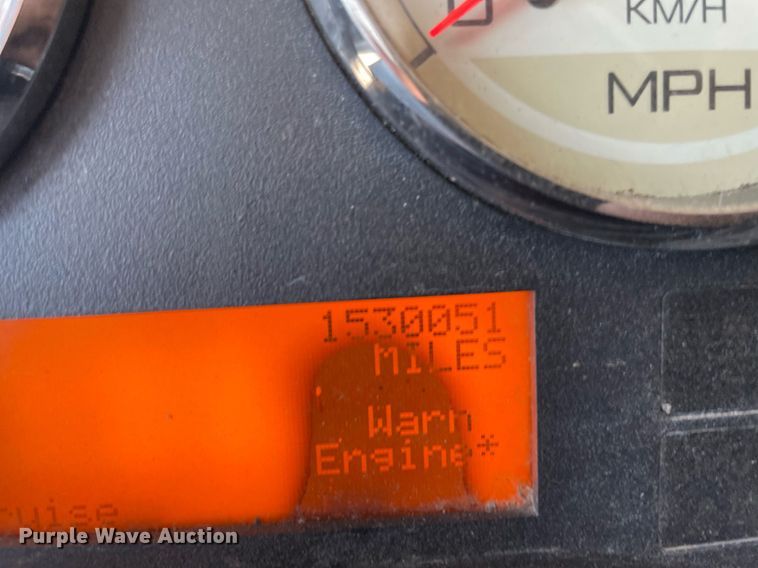 KM/H
MPH
1530051
MILES
Warn
Engine*
Purple Wave Auction